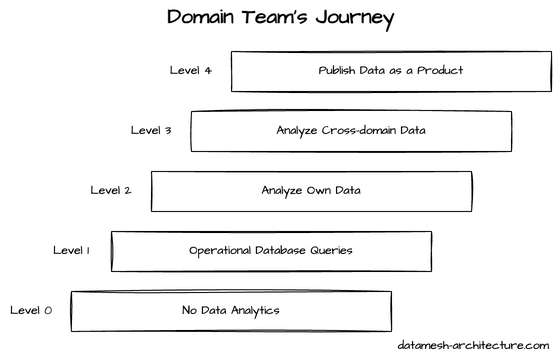 Domain Team's Journey
Level 4 Publish Data as a Product
Level 3 Analyze Cross-domain Data
Level 2 Analyze Own Data
Level 1 Operational Database Queries
Level 0 No Data Analytics
datamesh-architecture.com